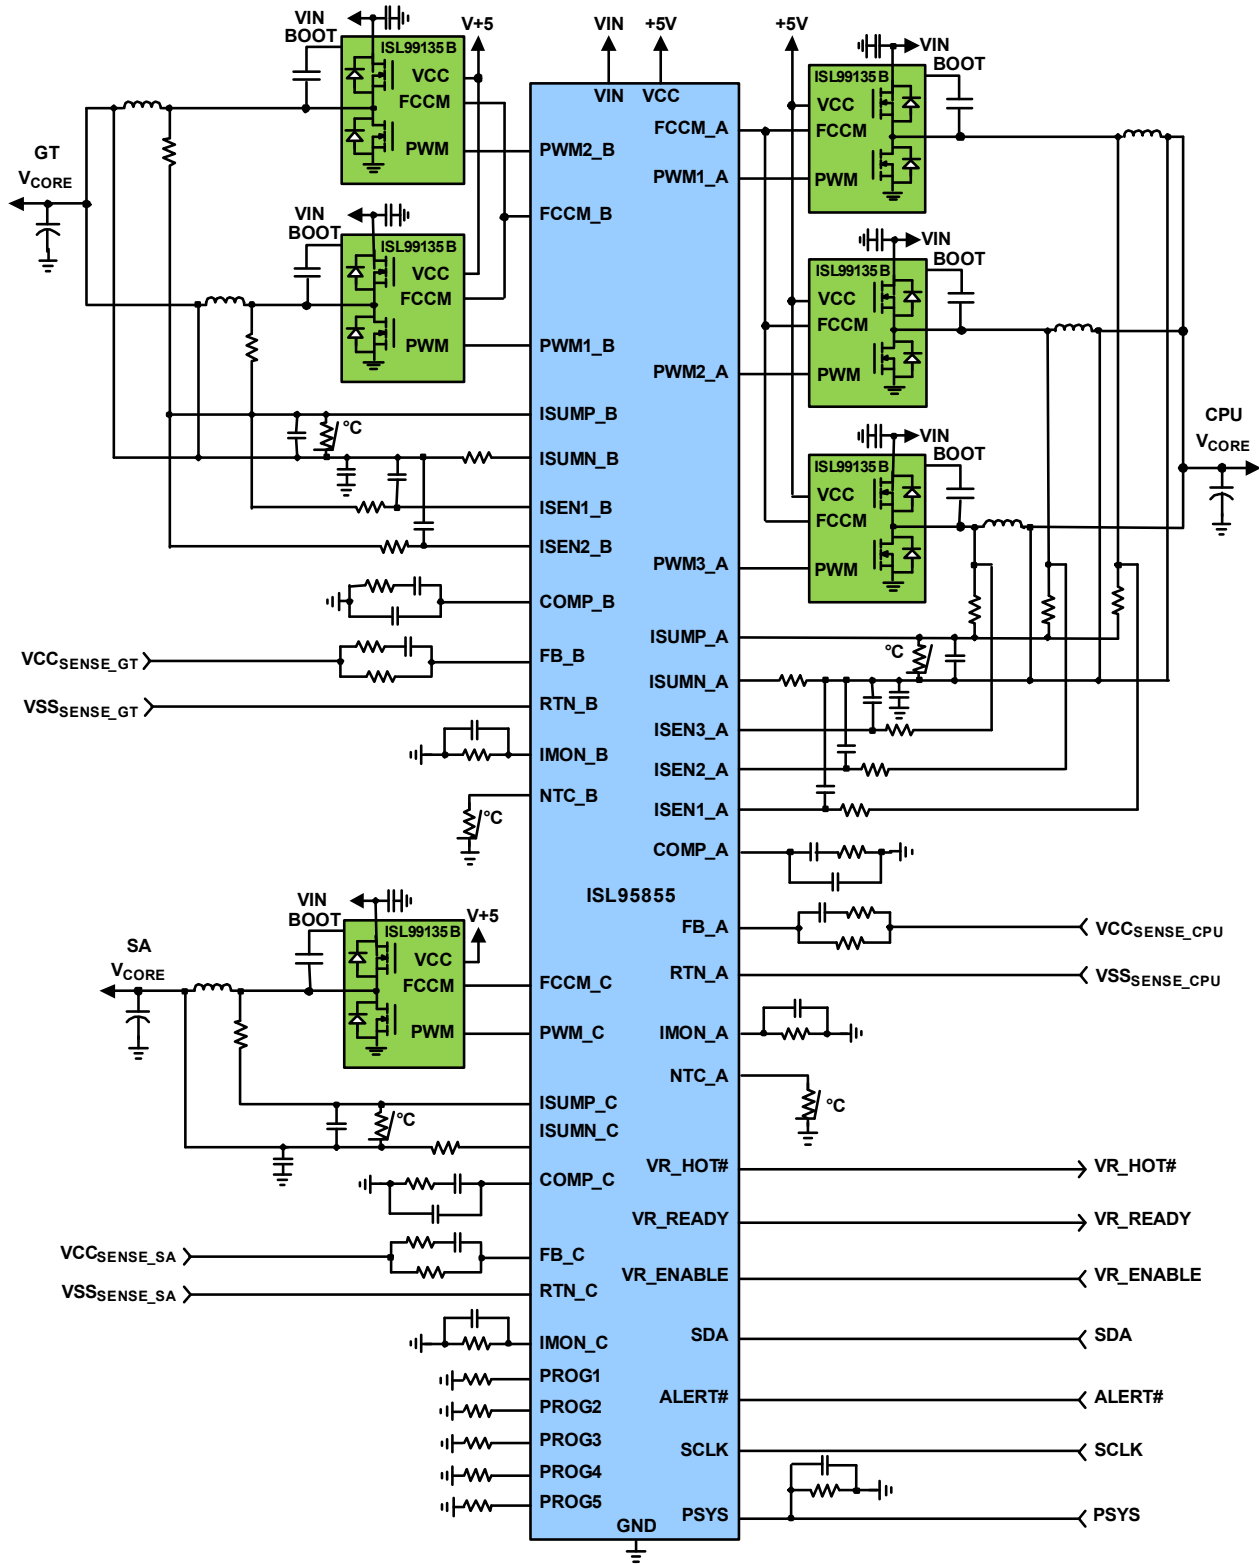 VIN
BOOT
V+5
ISL99135B
VCC
FCCM
PWM
VIN
+5V
VIN
VCC
+5V
VIN
BOOT
ISL99135B
VCC
FCCM
PWM
GT
VCORE
VIN
BOOT
ISL99135B
VCC
FCCM
PWM
VIN
BOOT
ISL99135B
VCC
FCCM
PWM
VIN
BOOT
ISL99135B
VCC
FCCM
PWM
CPU
VCORE
PWM2_B
FCCM_B
PWM1_B
ISUMP_B
°C
ISUMN_B
ISEN1_B
ISEN2_B
COMP_B
VCCSENSE_GT
FB_B
VSSSENSE_GT
RTN_B
IMON_B
NTC_B
°C
FCCM_A
PWM1_A
PWM2_A
PWM3_A
ISUMP_A
°C
ISUMN_A
ISEN3_A
ISEN2_A
ISEN1_A
COMP_A
ISL95855
FB_A
VCCSENSE_CPU
RTN_A
VSSSENSE_CPU
IMON_A
NTC_A
°C
VIN
BOOT
V+5
ISL99135B
VCC
FCCM
PWM
SA
VCORE
FCCM_C
PWM_C
ISUMP_C
°C
ISUMN_C
COMP_C
VCCSENSE_SA
FB_C
VSSSENSE_SA
RTN_C
IMON_C
PROG1
PROG2
PROG3
PROG4
PROG5
VR_HOT#
VR_HOT#
VR_READY
VR_READY
VR_ENABLE
VR_ENABLE
SDA
SDA
ALERT#
ALERT#
SCLK
SCLK
PSYS
PSYS
GND